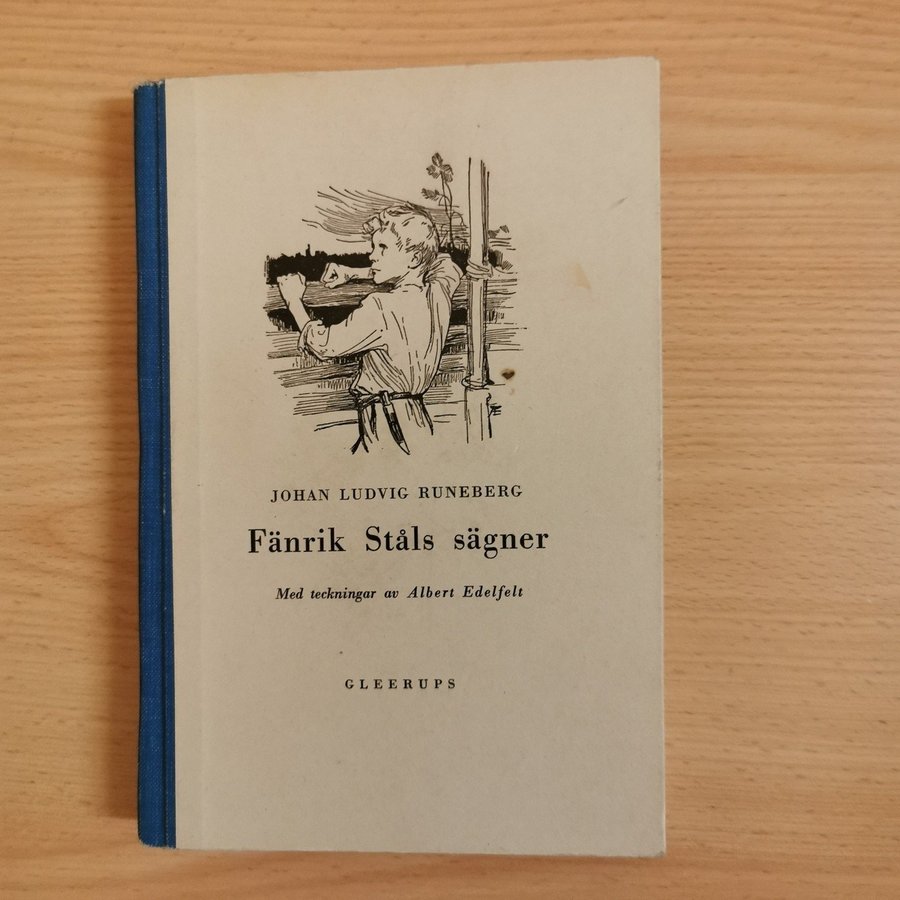 JOHAN LUDVIG RUNEBERG
Fänrik Ståls sägner
Med teckningar av Albert Edelfelt
GLEERUPS